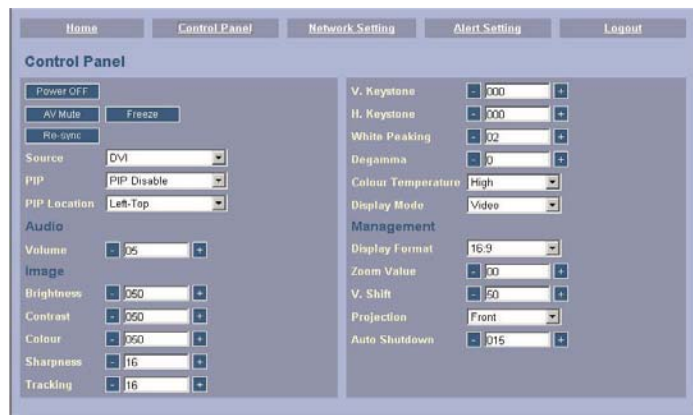 Home Control Panel Network Setting Alert Setting Logout
Control Panel
Power OFF
AV Mute Freeze
Re-sync
Source DVI
PIP PIP Disable
PIP Location Left-Top
Audio
Volume - 05 +
Image
Brightness - 050 +
Contrast - 050 +
Colour - 050 +
Sharpness - 16 +
Tracking - 16 +
V. Keystone - 000 +
H. Keystone - 000 +
White Peaking - 02 +
Degamma - 0 +
Colour Temperature High
Display Mode Video
Management
Display Format 16:9
Zoom Value - 00 +
V. Shift - 50 +
Projection Front
Auto Shutdown - 015 +